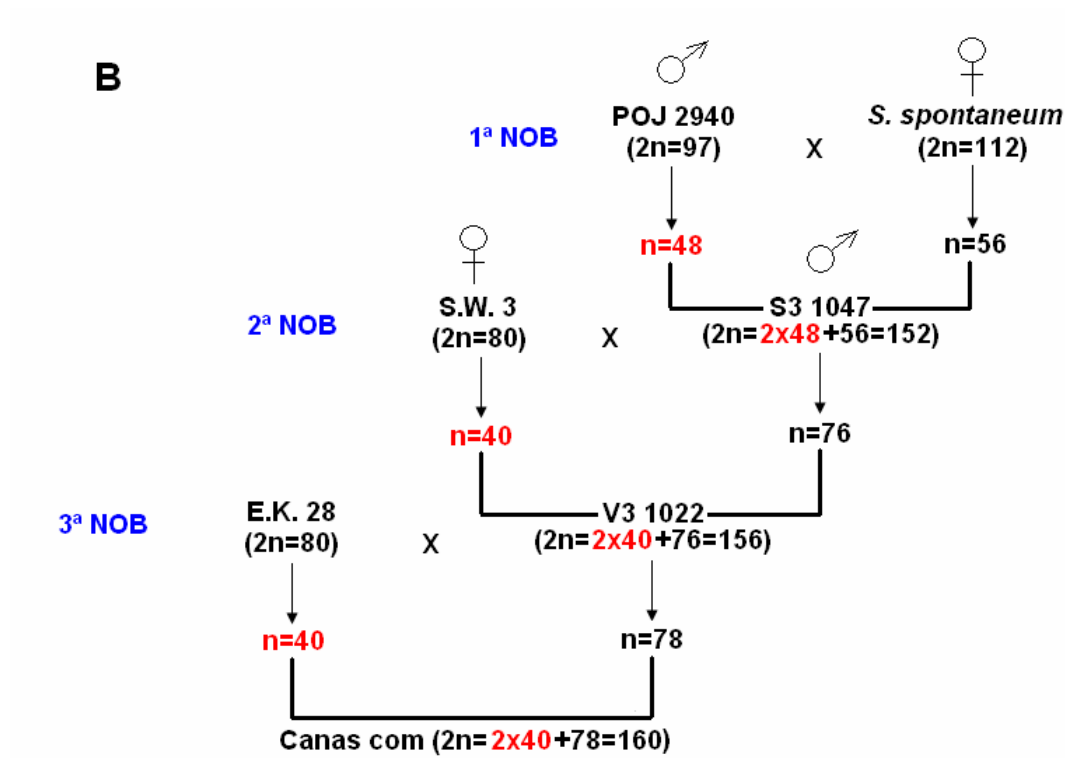 B
1ª NOB
POJ 2940
(2n=97)
X
S. spontaneum
(2n=112)
n=48
n=56
2ª NOB
S.W. 3
(2n=80)
X
S3 1047
(2n=2x48+56=152)
n=40
n=76
3ª NOB
E.K. 28
(2n=80)
X
V3 1022
(2n=2x40+76=156)
n=40
n=78
Canas com (2n=2x40+78=160)